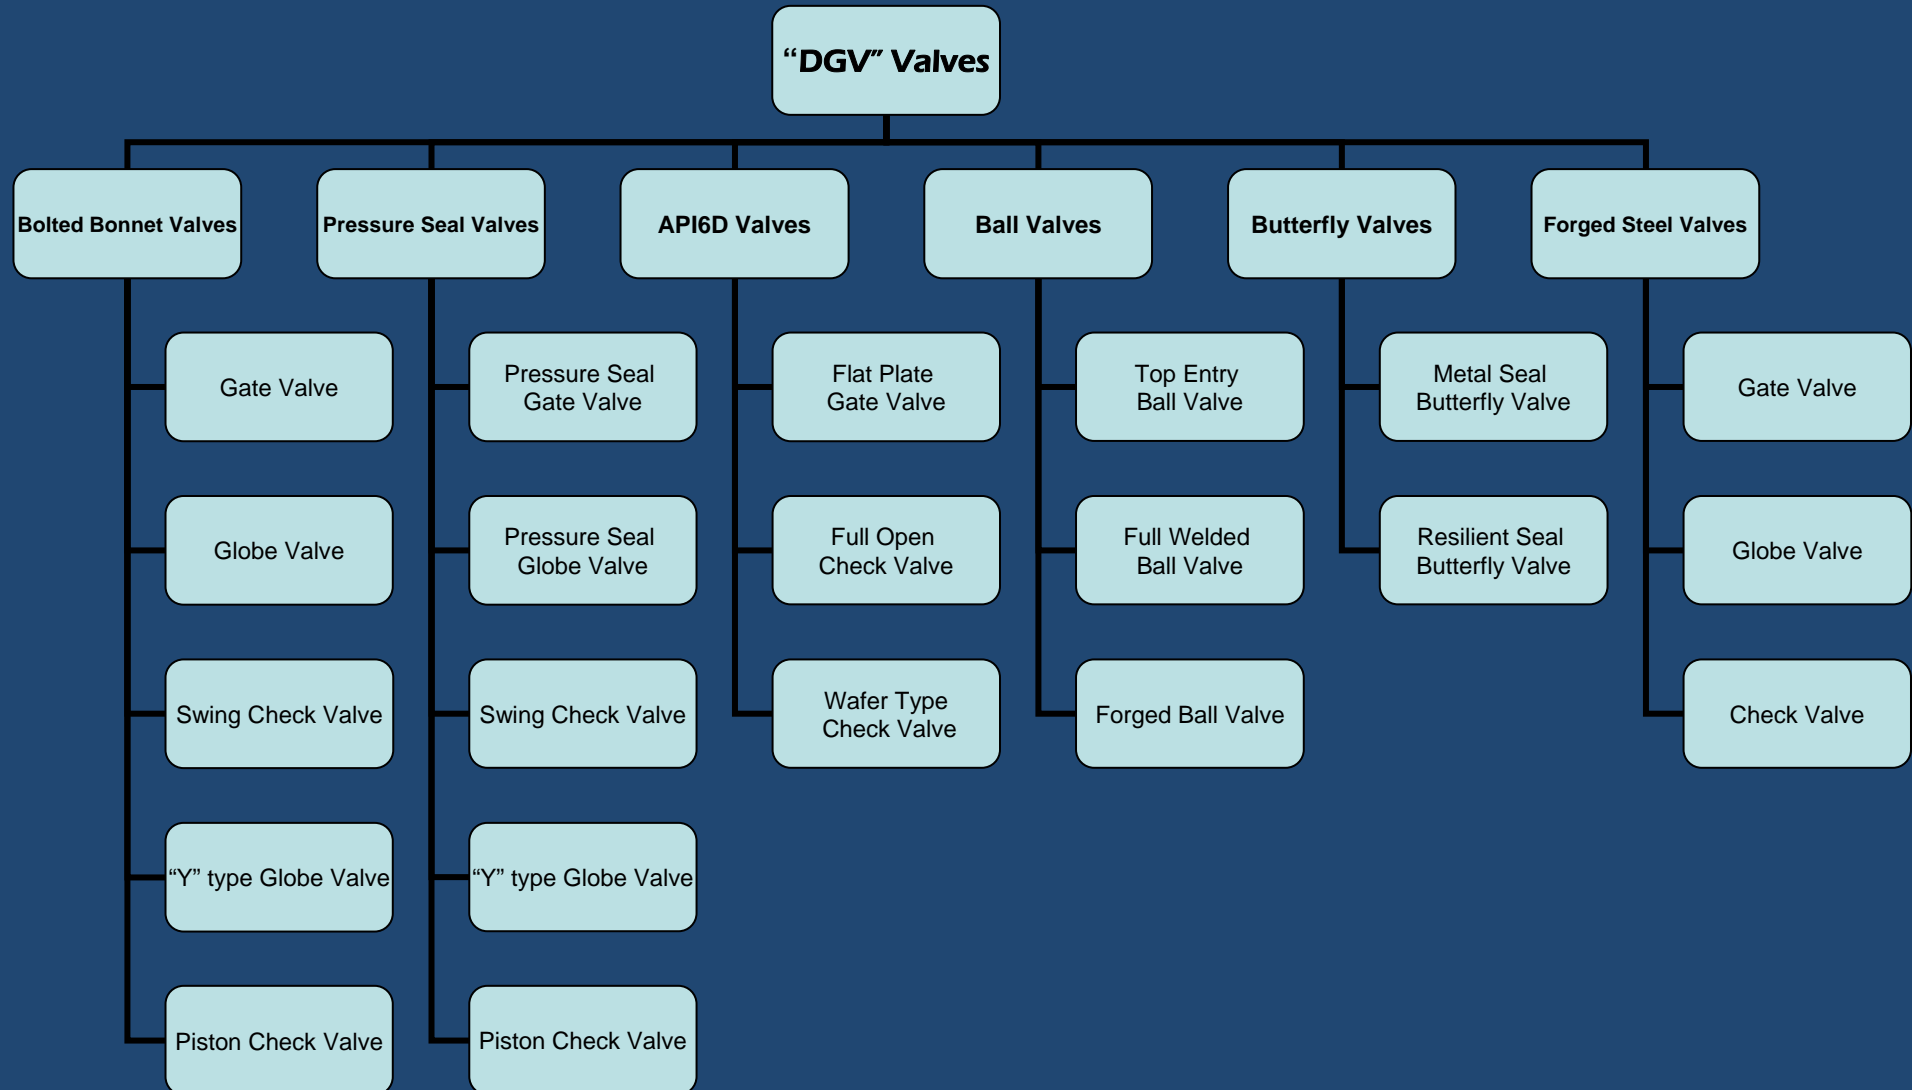 “DGV” Valves
Bolted Bonnet Valves
Pressure Seal Valves
API6D Valves
Ball Valves
Butterfly Valves
Forged Steel Valves
Gate Valve
Globe Valve
Swing Check Valve
“Y” type Globe Valve
Piston Check Valve
Pressure Seal
Gate Valve
Pressure Seal
Globe Valve
Swing Check Valve
“Y” type Globe Valve
Piston Check Valve
Flat Plate
Gate Valve
Full Open
Check Valve
Wafer Type
Check Valve
Top Entry
Ball Valve
Full Welded
Ball Valve
Forged Ball Valve
Metal Seal
Butterfly Valve
Resilient Seal
Butterfly Valve
Gate Valve
Globe Valve
Check Valve